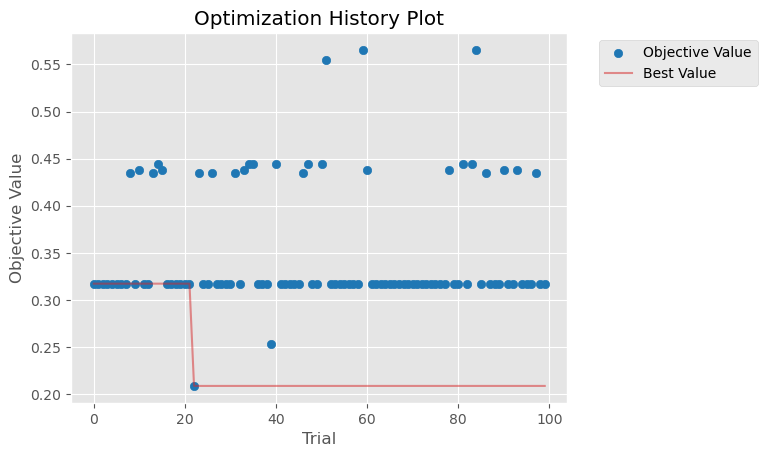 Optimization History Plot
Objective Value
Best Value
Objective Value
0.55
0.50
0.45
0.40
0.35
0.30
0.25
0.20
0 20 40 60 80 100
Trial